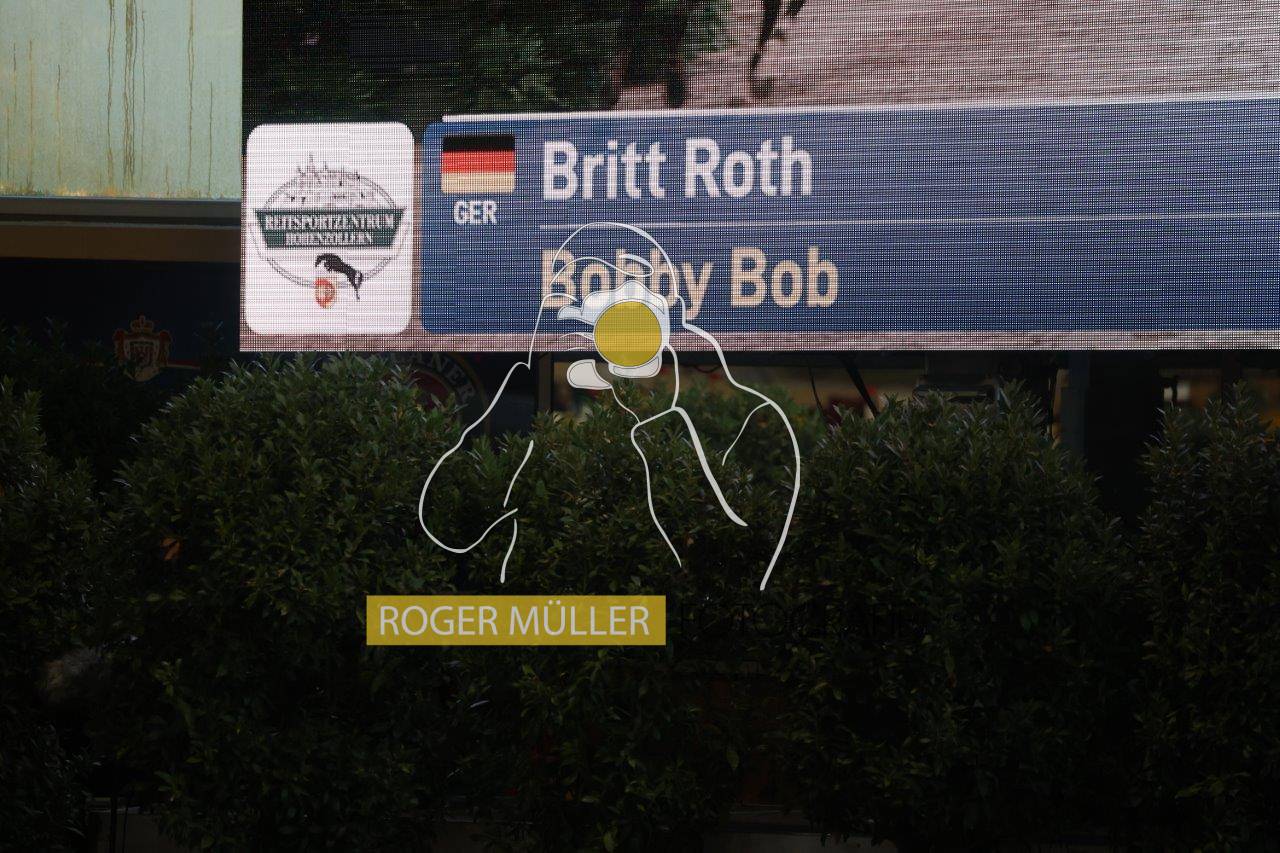 Britt Roth
GER
Bobby Bob
REITSPORTZENTRUM
HOHENZOLLERN
ROGER MÜLLER